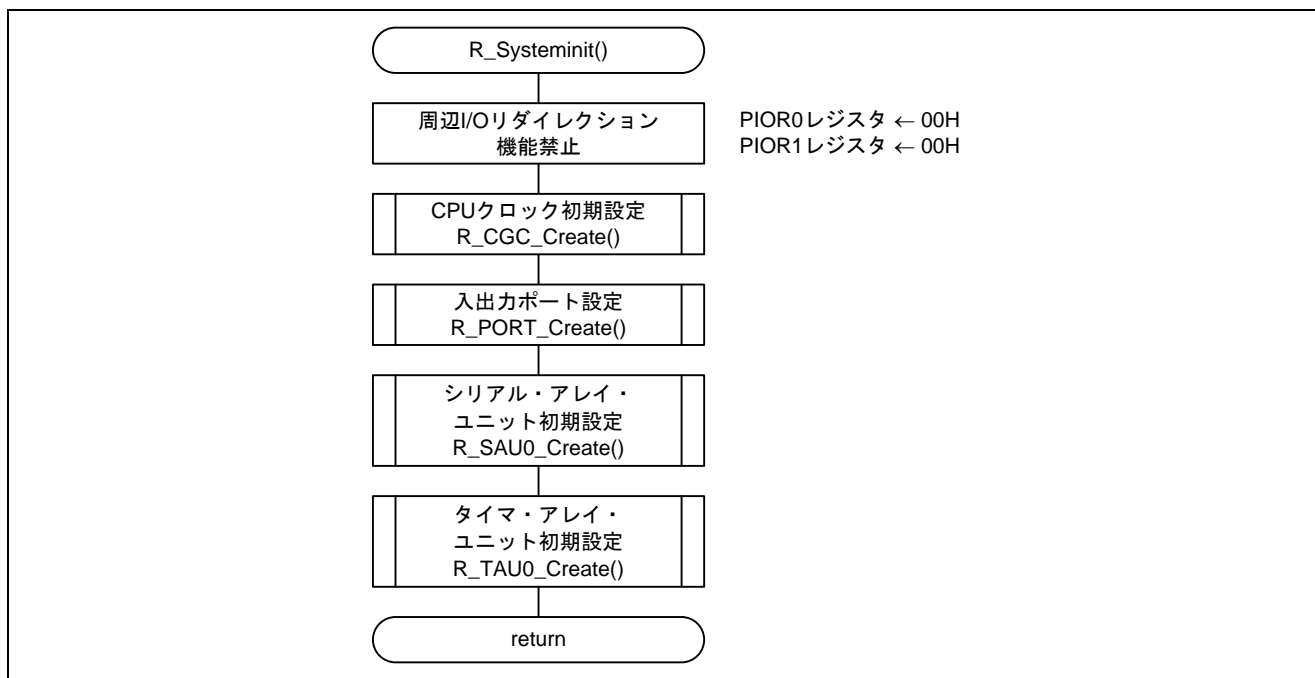 R_Systeminit()
周辺I/Oリダイレクション
機能禁止
PIOR0レジスタ ← 00H
PIOR1レジスタ ← 00H
CPUクロック初期設定
R_CGC_Create()
入出力ポート設定
R_PORT_Create()
シリアル・アレイ・
ユニット初期設定
R_SAU0_Create()
タイマ・アレイ・
ユニット初期設定
R_TAU0_Create()
return